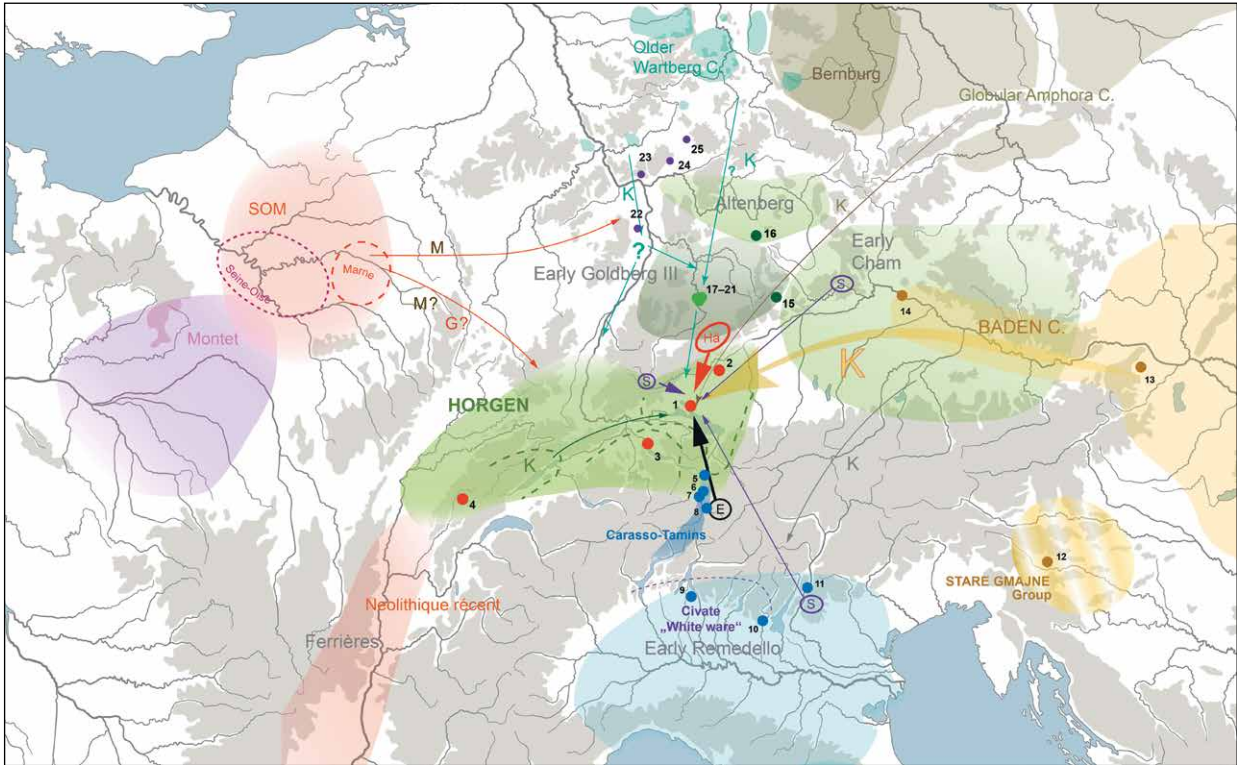 Older
Wartberg C.
Bernburg
Globular Amphora C.
25
23
24
K
?
K
22
SOM
M
Altenberg
K
16
Early
Cham
?
Seine-Oise
Marne
Early Goldberg III
S
M?
17–21
15
14
G?
BADEN C.
Montet
Ha
K
2
S
13
HORGEN
1
3
K
K
4
5
6
7
8
E
Carasso-Tamins
12
STARE GMAJNE
Group
11
9
S
Neolithique récent
Civate
„White ware“
10
Ferrières
Early Remedello